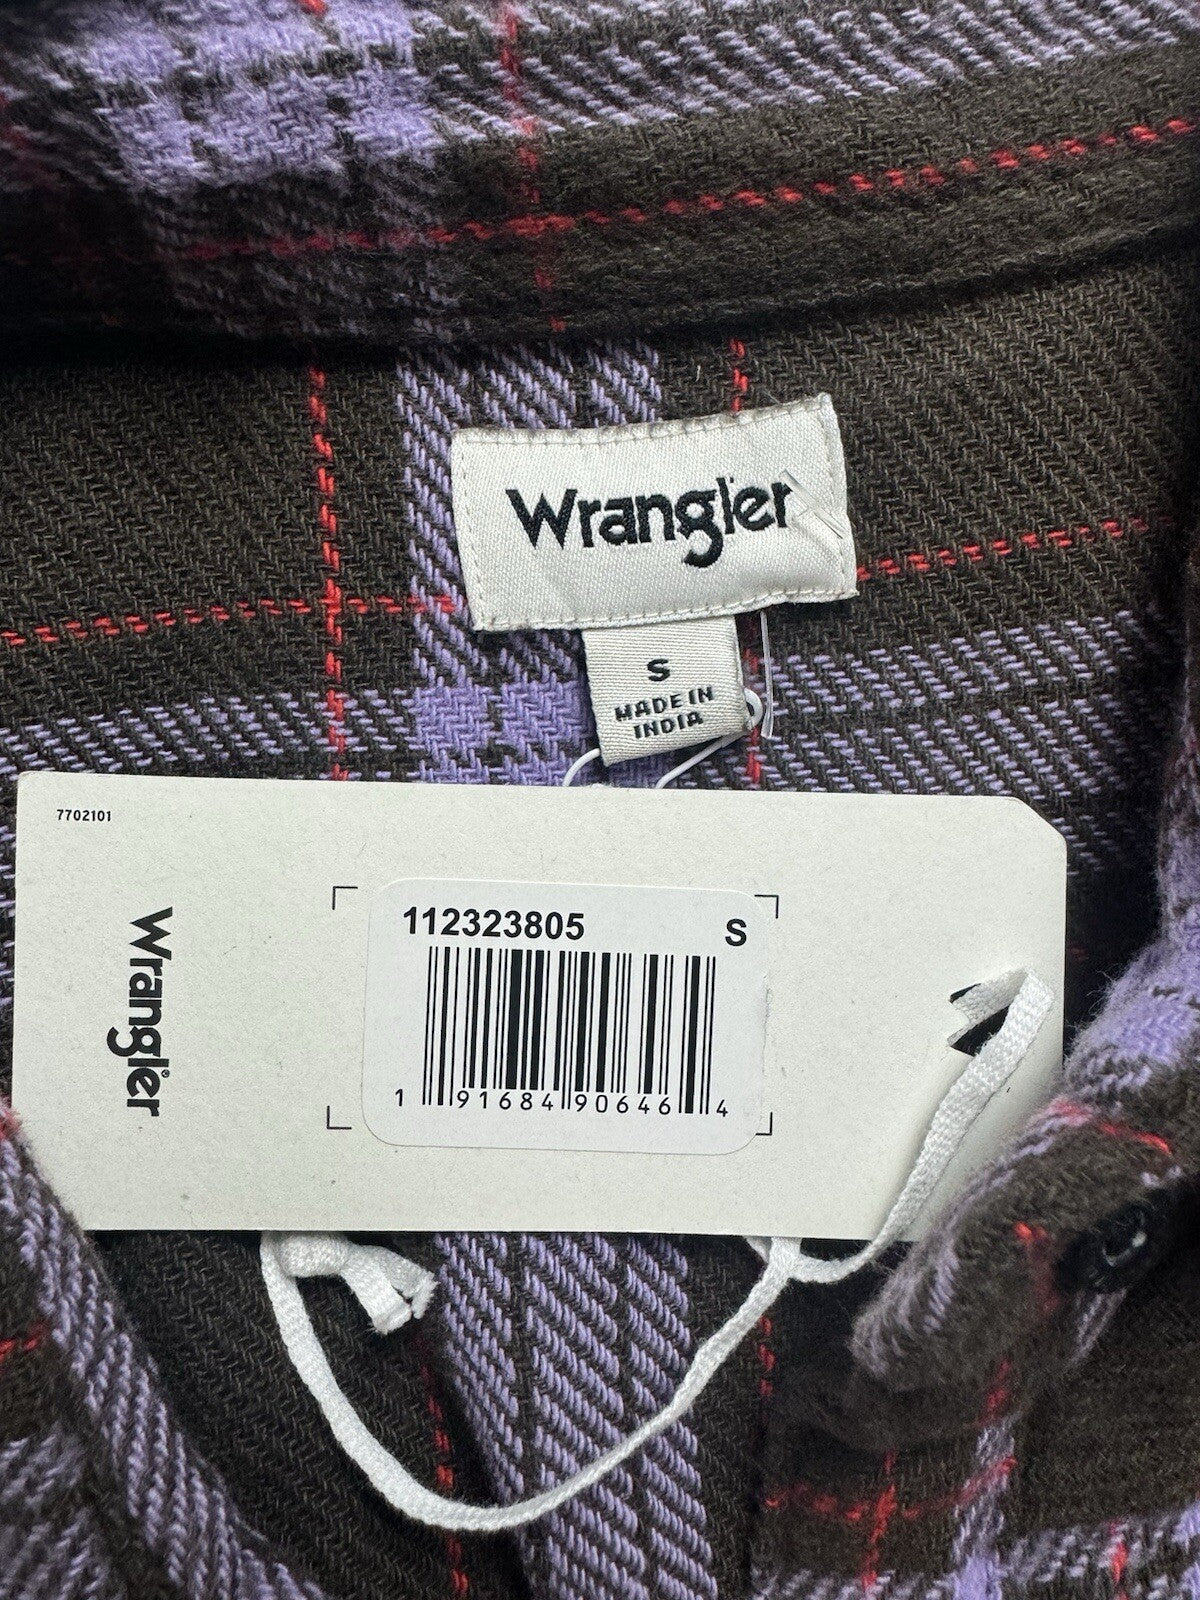 Wrangler
S
MADE IN
INDIA
7702101
Wrangler
112323805 S
1 91684 90646 4